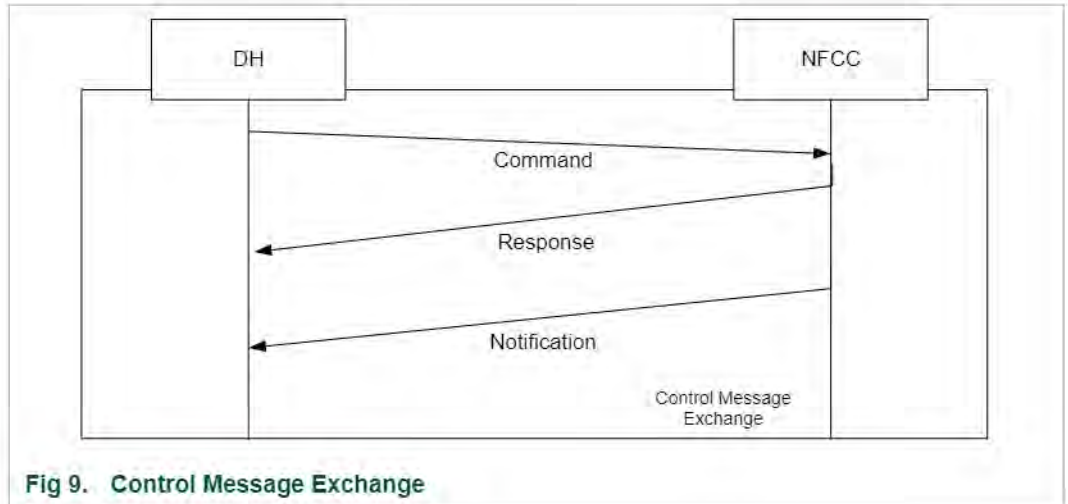 DH
NFCC
Command
Response
Notification
Control Message
Exchange
Fig 9. Control Message Exchange